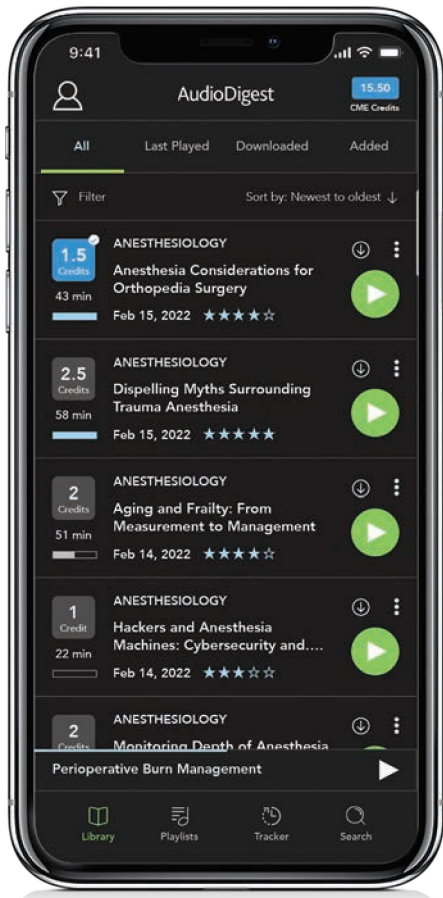 9:41
AudioDigest
15.50
CME Credits
All Last Played Downloaded Added
Filter Sort by: Newest to oldest ↓
1.5
Credits
43 min
ANESTHESIOLOGY
Anesthesia Considerations for
Orthopedia Surgery
Feb 15, 2022 ★★★★☆
2.5
Credits
58 min
ANESTHESIOLOGY
Dispelling Myths Surrounding
Trauma Anesthesia
Feb 15, 2022 ★★★★★
2
Credits
51 min
ANESTHESIOLOGY
Aging and Frailty: From
Measurement to Management
Feb 14, 2022 ★★★★☆
1
Credit
22 min
ANESTHESIOLOGY
Hackers and Anesthesia
Machines: Cybersecurity and....
Feb 14, 2022 ★★★☆☆
2
Credits
ANESTHESIOLOGY
Monitoring Depth of Anesthesia
Perioperative Burn Management
Library Playlists Tracker Search